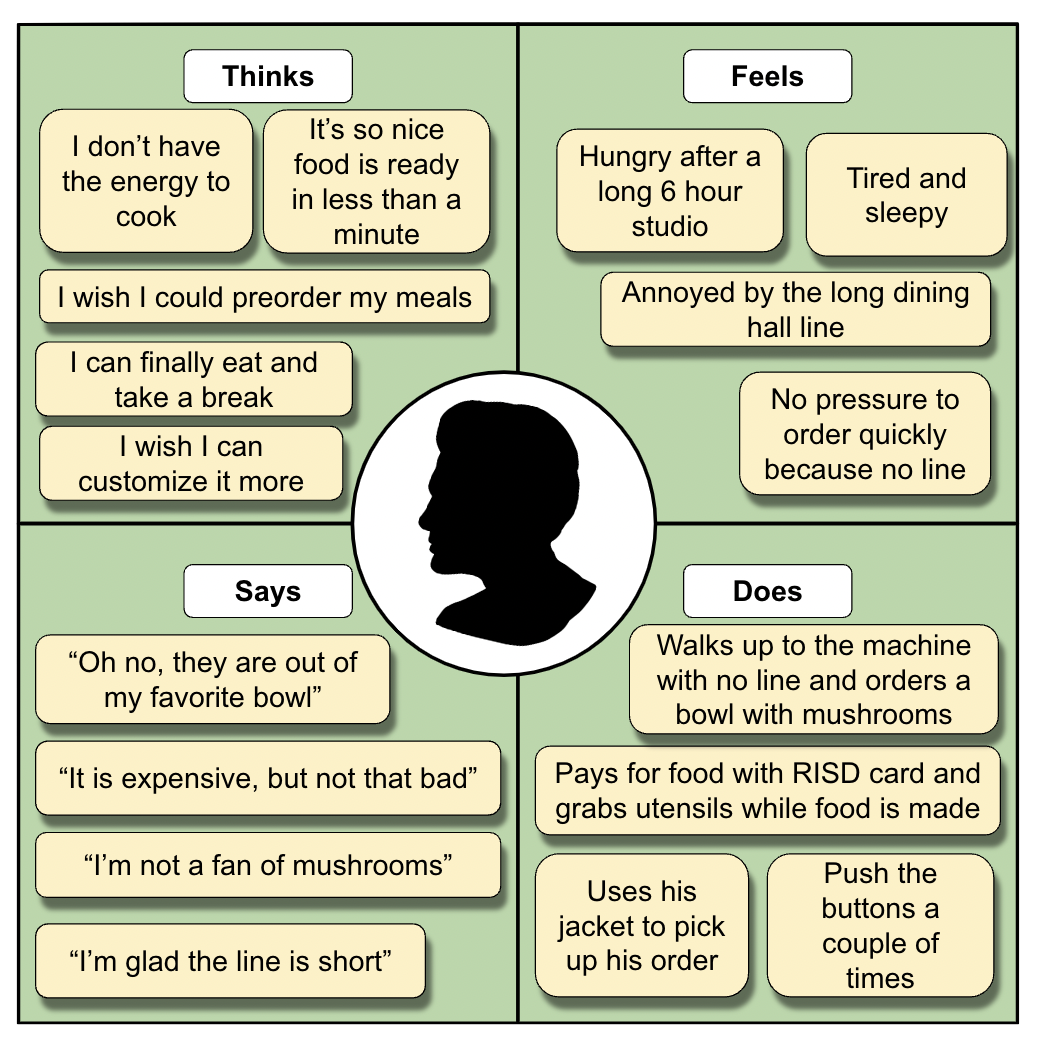 Thinks
I don’t have
the energy to
cook
It’s so nice
food is ready
in less than a
minute
I wish I could preorder my meals
I can finally eat and
take a break
I wish I can
customize it more
Feels
Hungry after a
long 6 hour
studio
Tired and
sleepy
Annoyed by the long dining
hall line
No pressure to
order quickly
because no line
Says
“Oh no, they are out of
my favorite bowl”
“It is expensive, but not that bad”
“I’m not a fan of mushrooms”
“I’m glad the line is short”
Does
Walks up to the machine
with no line and orders a
bowl with mushrooms
Pays for food with RISD card and
grabs utensils while food is made
Uses his
jacket to pick
up his order
Push the
buttons a
couple of
times